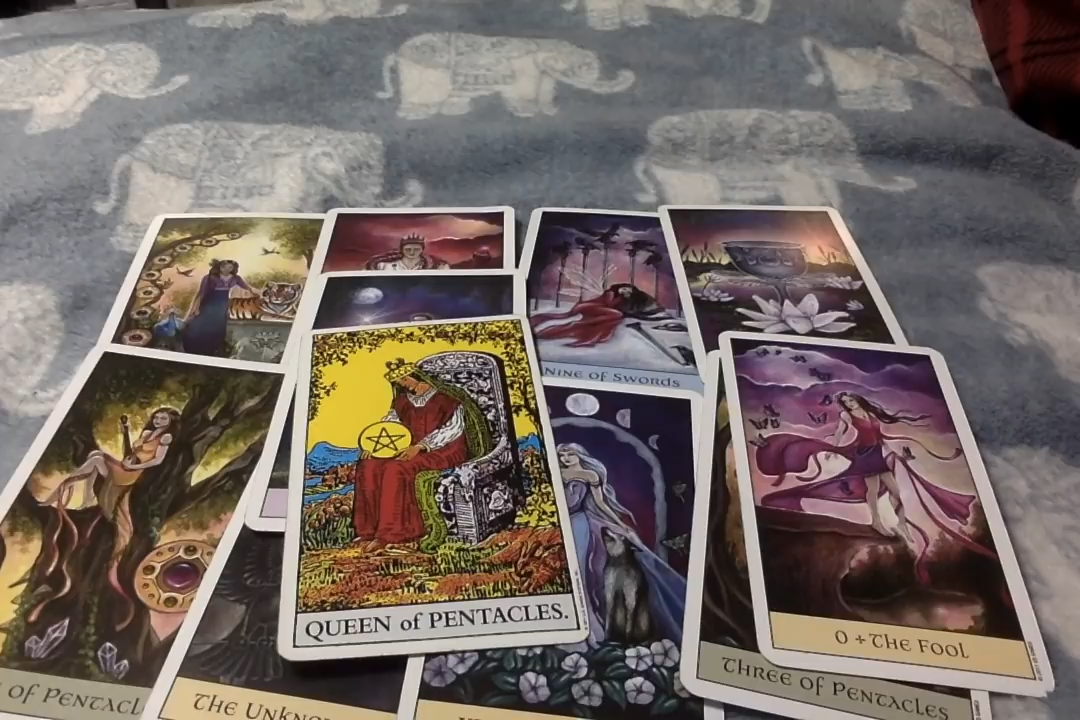 NINE OF SWORDS
QUEEN of PENTACLES.
0 + THE FOOL
THREE OF PENTACLES
OF PENTACL
THE UNKNO